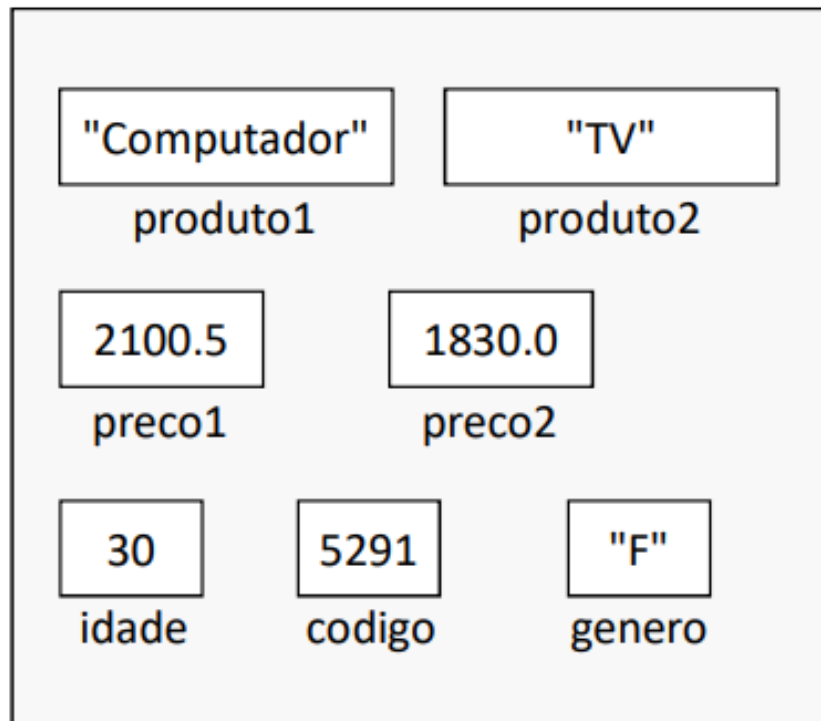 "Computador" "TV"
produto1 produto2
2100.5 1830.0
preco1 preco2
30 5291 "F"
idade codigo genero